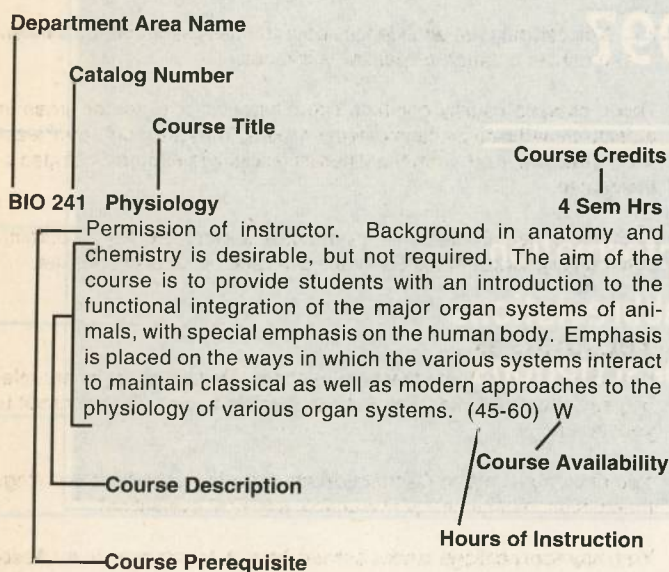 Department Area Name
Catalog Number
Course Title
Course Credits
BIO 241 Physiology 4 Sem Hrs
Permission of instructor. Background in anatomy and
chemistry is desirable, but not required. The aim of the
course is to provide students with an introduction to the
functional integration of the major organ systems of ani-
mals, with special emphasis on the human body. Emphasis
is placed on the ways in which the various systems interact
to maintain classical as well as modern approaches to the
physiology of various organ systems. (45-60) W
Course Availability
Course Description
Hours of Instruction
Course Prerequisite